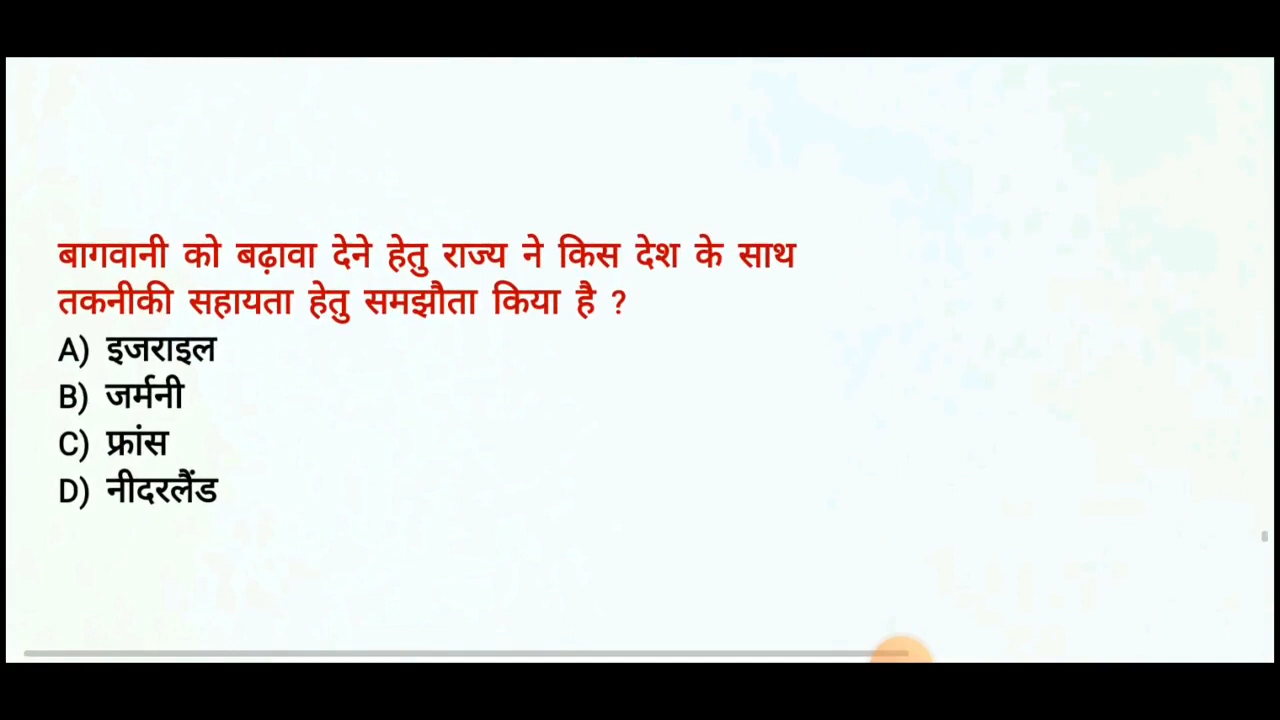 बागवानी को बढ़ावा देने हेतु राज्य ने किस देश के साथ
तकनीकी सहायता हेतु समझौता किया है ?
A) इजराइल
B) जर्मनी
C) फ्रांस
D) नीदरलैंड